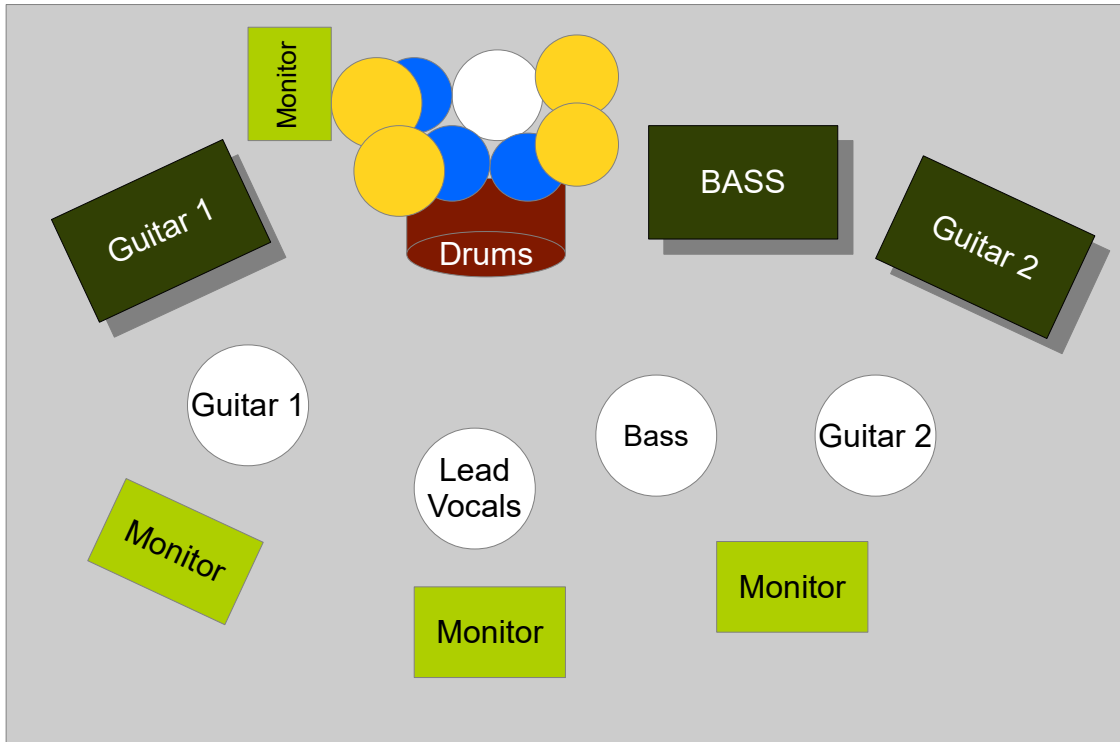 Monitor
Guitar 1
Drums
BASS
Guitar 2
Guitar 1
Lead
Vocals
Bass
Guitar 2
Monitor
Monitor
Monitor